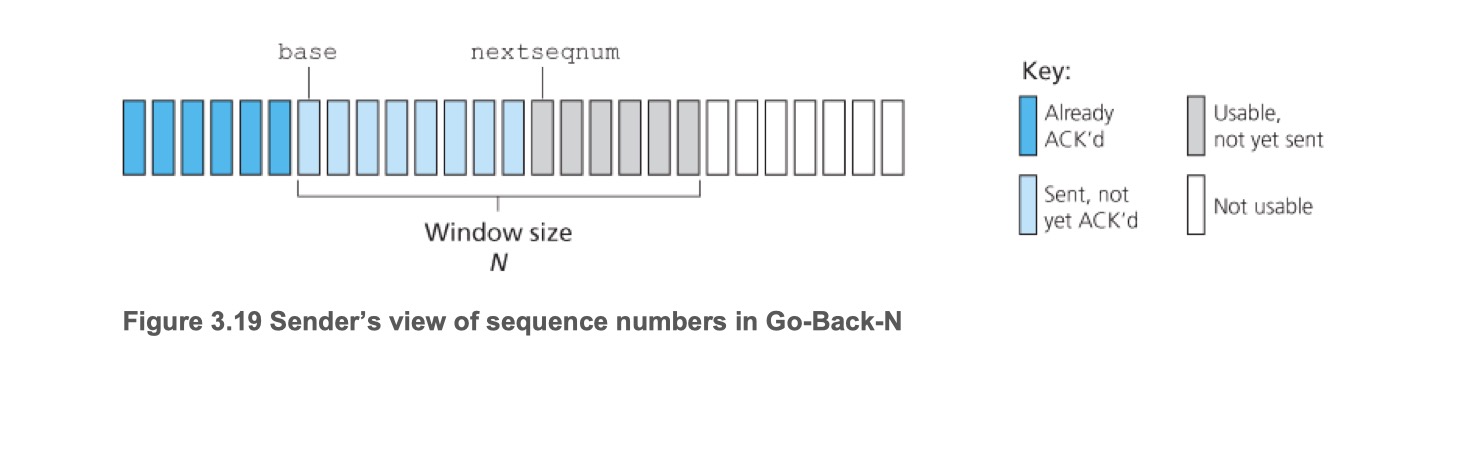 base
nextseqnum
Window size
N
Key:
Already
ACK’d
Usable,
not yet sent
Sent, not
yet ACK’d
Not usable
Figure 3.19 Sender’s view of sequence numbers in Go-Back-N